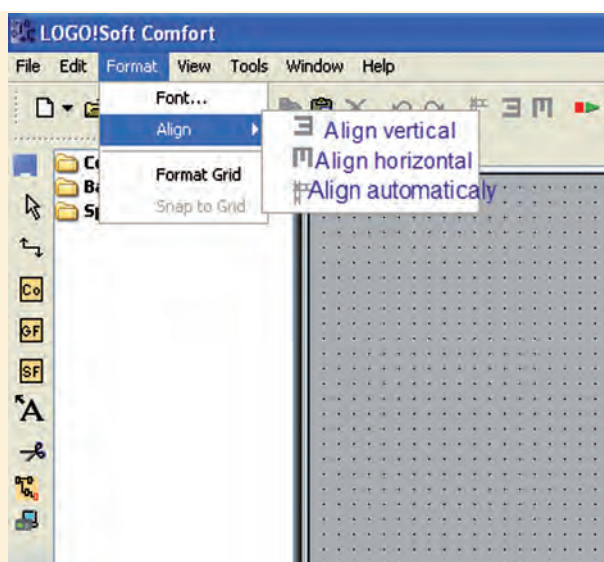 LOGO!Soft Comfort
File Edit Format View Tools Window Help
Font...
Align
Align vertical
Align horizontal
Align automaticaly
Format Grid
Snap to Grid
Co
GF
SF
A